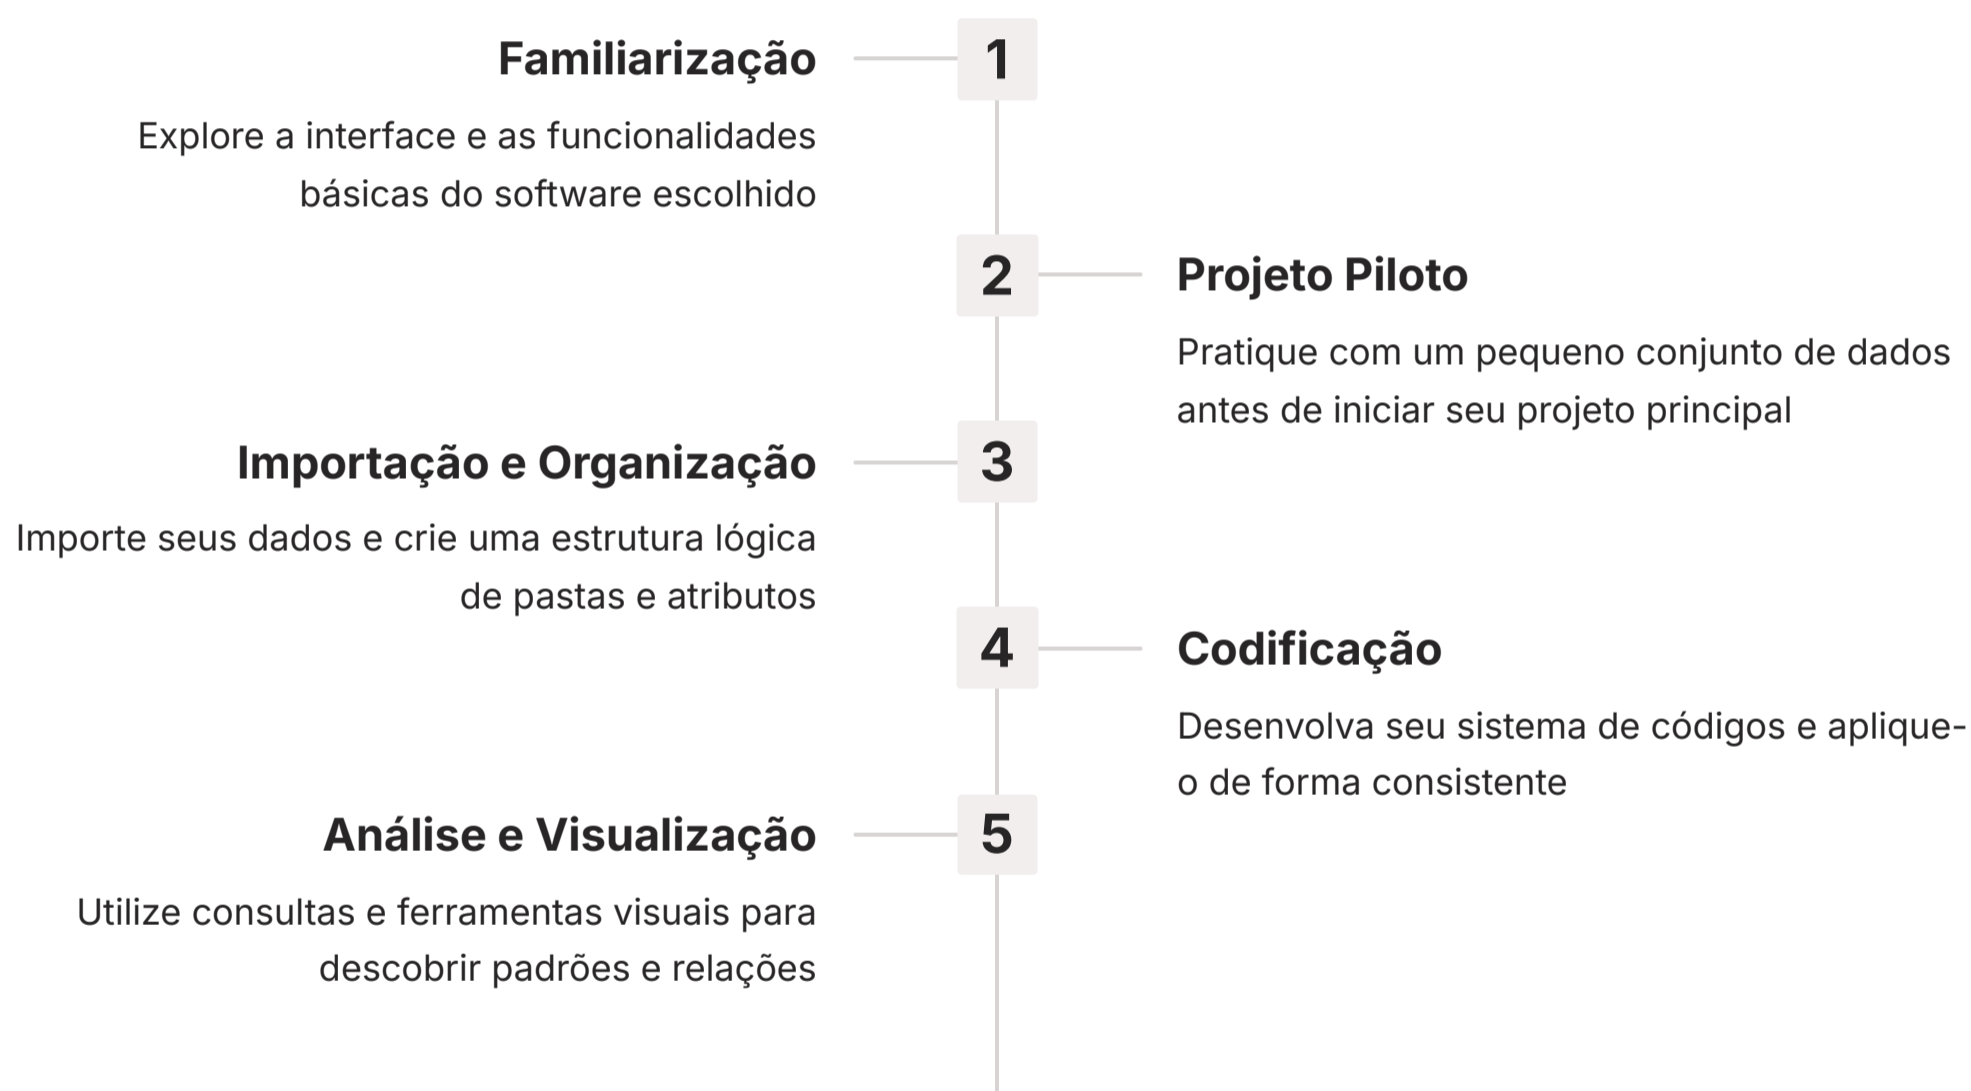 Familiarização
1
Explore a interface e as funcionalidades
básicas do software escolhido
2
Projeto Piloto
Pratique com um pequeno conjunto de dados
antes de iniciar seu projeto principal
Importação e Organização
3
Importe seus dados e crie uma estrutura lógica
de pastas e atributos
4
Codificação
Desenvolva seu sistema de códigos e aplique-
o de forma consistente
Análise e Visualização
5
Utilize consultas e ferramentas visuais para
descobrir padrões e relações